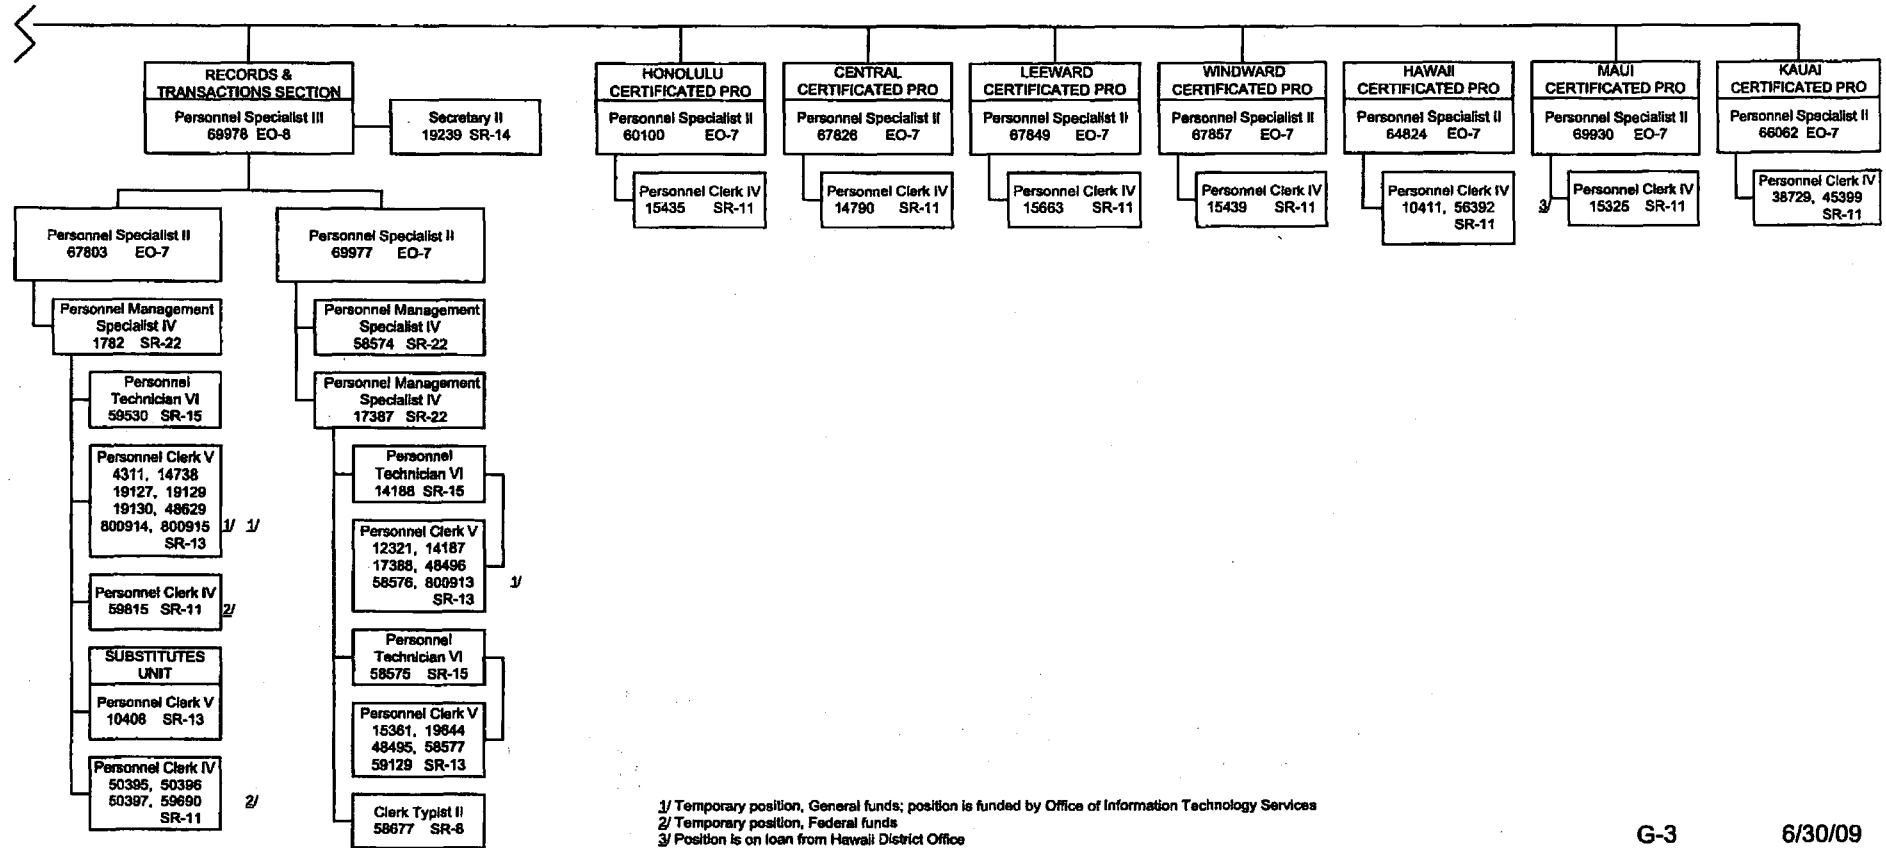 RECORDS &
TRANSACTIONS SECTION
Personnel Specialist III
69978 EO-8
Secretary II
19239 SR-14
HONOLULU
CERTIFICATED PRO
Personnel Specialist II
60100 EO-7
Personnel Clerk IV
15435 SR-11
CENTRAL
CERTIFICATED PRO
Personnel Specialist II
67826 EO-7
Personnel Clerk IV
14790 SR-11
LEEWARD
CERTIFICATED PRO
Personnel Specialist II
67849 EO-7
Personnel Clerk IV
15663 SR-11
WINDWARD
CERTIFICATED PRO
Personnel Specialist II
67857 EO-7
Personnel Clerk IV
15439 SR-11
HAWAII
CERTIFICATED PRO
Personnel Specialist II
64824 EO-7
Personnel Clerk IV
10411, 56392
SR-11
MAUI
CERTIFICATED PRO
Personnel Specialist II
69930 EO-7
3/
Personnel Clerk IV
15325 SR-11
KAUAI
CERTIFICATED PRO
Personnel Specialist II
66062 EO-7
Personnel Clerk IV
38729, 45399
SR-11
Personnel Specialist II
67803 EO-7
Personnel Management
Specialist IV
1782 SR-22
Personnel
Technician VI
59530 SR-15
Personnel Clerk V
4311, 14738
19127, 19129
19130, 48629
800914, 800915 1/ 1/
SR-13
Personnel Clerk IV
59815 SR-11 2/
SUBSTITUTES
UNIT
Personnel Clerk V
10408 SR-13
Personnel Clerk IV
50395, 50396
50397, 59690 2/
SR-11
Personnel Specialist II
69977 EO-7
Personnel Management
Specialist IV
58574 SR-22
Personnel Management
Specialist IV
17387 SR-22
Personnel
Technician VI
14188 SR-15
Personnel Clerk V
12321, 14187
17388, 48496
58576, 800913 1/
SR-13
Personnel
Technician VI
58575 SR-15
Personnel Clerk V
15361, 19644
48495, 58577
59129 SR-13
Clerk Typist II
58677 SR-8
1/ Temporary position, General funds; position is funded by Office of Information Technology Services
2/ Temporary position, Federal funds
3/ Position is on loan from Hawaii District Office
G-3 6/30/09